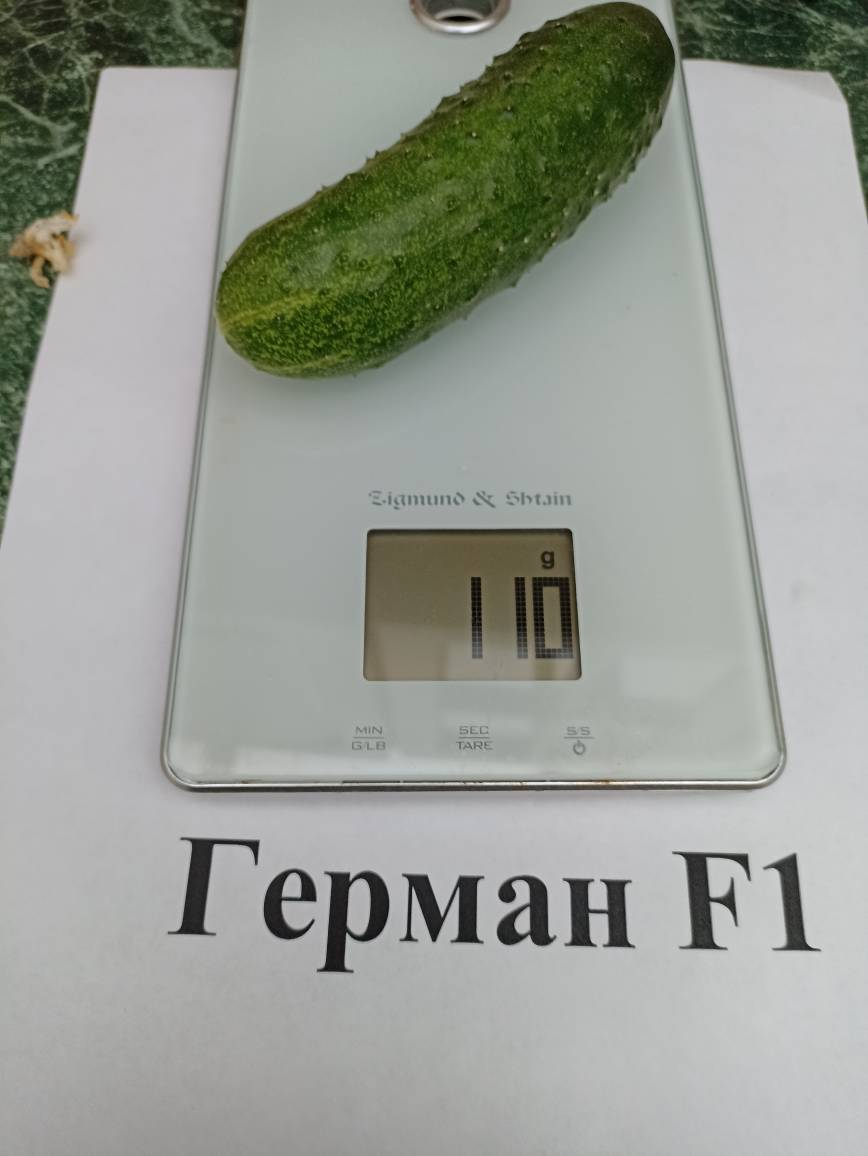 Zigmund & Shtain
g
110
MIN SEC S/S
G/LB TARE
Герман F1